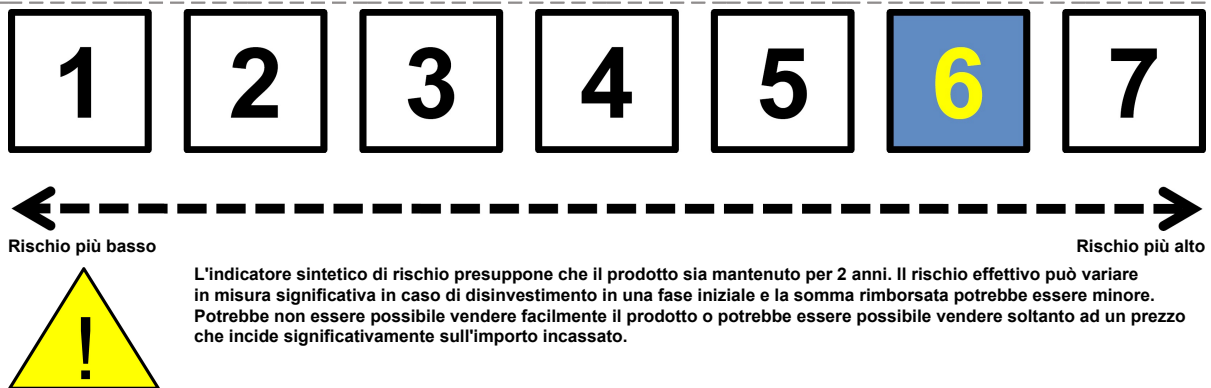 1 2 3 4 5 6 7
Rischio più basso Rischio più alto
L'indicatore sintetico di rischio presuppone che il prodotto sia mantenuto per 2 anni. Il rischio effettivo può variare
in misura significativa in caso di disinvestimento in una fase iniziale e la somma rimborsata potrebbe essere minore.
Potrebbe non essere possibile vendere facilmente il prodotto o potrebbe essere possibile vendere soltanto ad un prezzo
che incide significativamente sull'importo incassato.
!